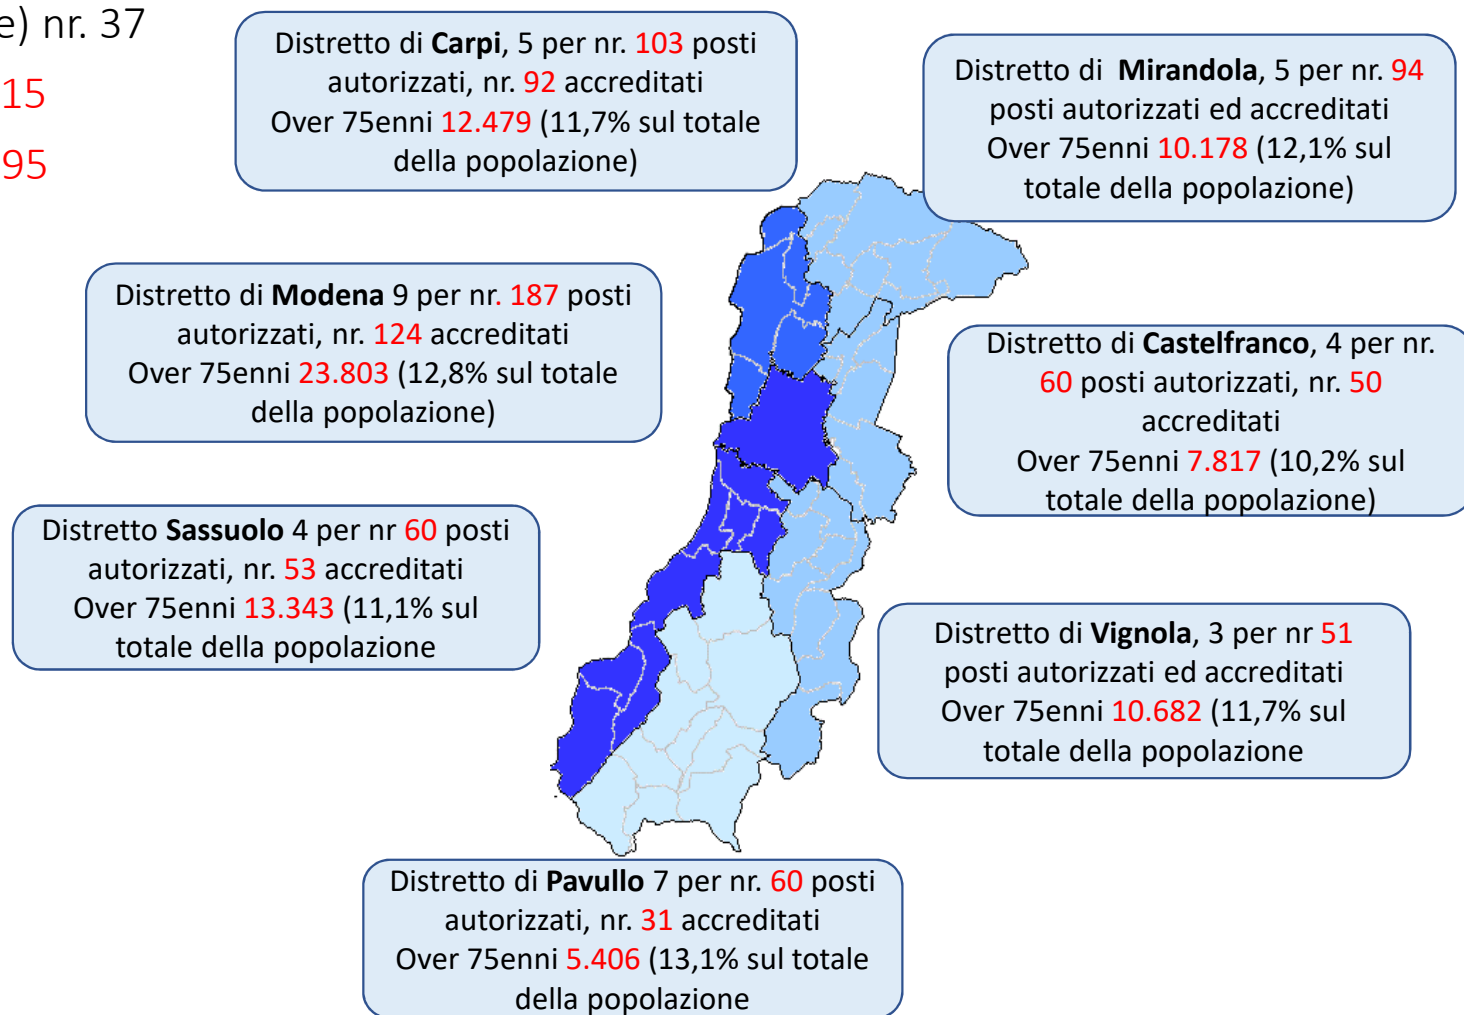 e) nr. 37
15
95
Distretto di Carpi, 5 per nr. 103 posti
autorizzati, nr. 92 accreditati
Over 75enni 12.479 (11,7% sul totale
della popolazione)
Distretto di Mirandola, 5 per nr. 94
posti autorizzati ed accreditati
Over 75enni 10.178 (12,1% sul
totale della popolazione)
Distretto di Modena 9 per nr. 187 posti
autorizzati, nr. 124 accreditati
Over 75enni 23.803 (12,8% sul totale
della popolazione)
Distretto di Castelfranco, 4 per nr.
60 posti autorizzati, nr. 50
accreditati
Over 75enni 7.817 (10,2% sul
totale della popolazione)
Distretto Sassuolo 4 per nr 60 posti
autorizzati, nr. 53 accreditati
Over 75enni 13.343 (11,1% sul
totale della popolazione
Distretto di Vignola, 3 per nr 51
posti autorizzati ed accreditati
Over 75enni 10.682 (11,7% sul
totale della popolazione
Distretto di Pavullo 7 per nr. 60 posti
autorizzati, nr. 31 accreditati
Over 75enni 5.406 (13,1% sul totale
della popolazione